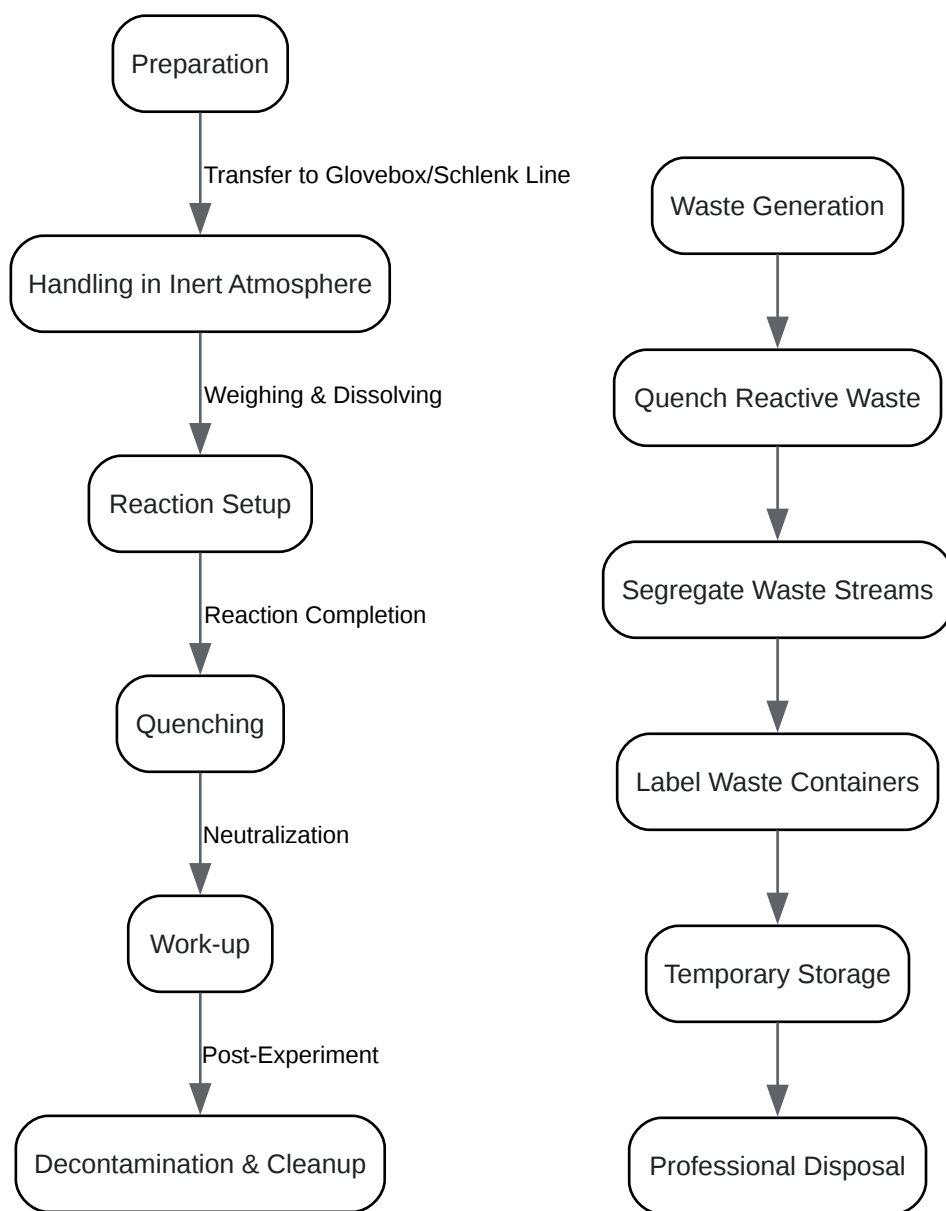 Preparation
Transfer to Glovebox/Schlenk Line
Handling in Inert Atmosphere
Weighing & Dissolving
Reaction Setup
Reaction Completion
Quenching
Neutralization
Work-up
Post-Experiment
Decontamination & Cleanup
Waste Generation
Quench Reactive Waste
Segregate Waste Streams
Label Waste Containers
Temporary Storage
Professional Disposal